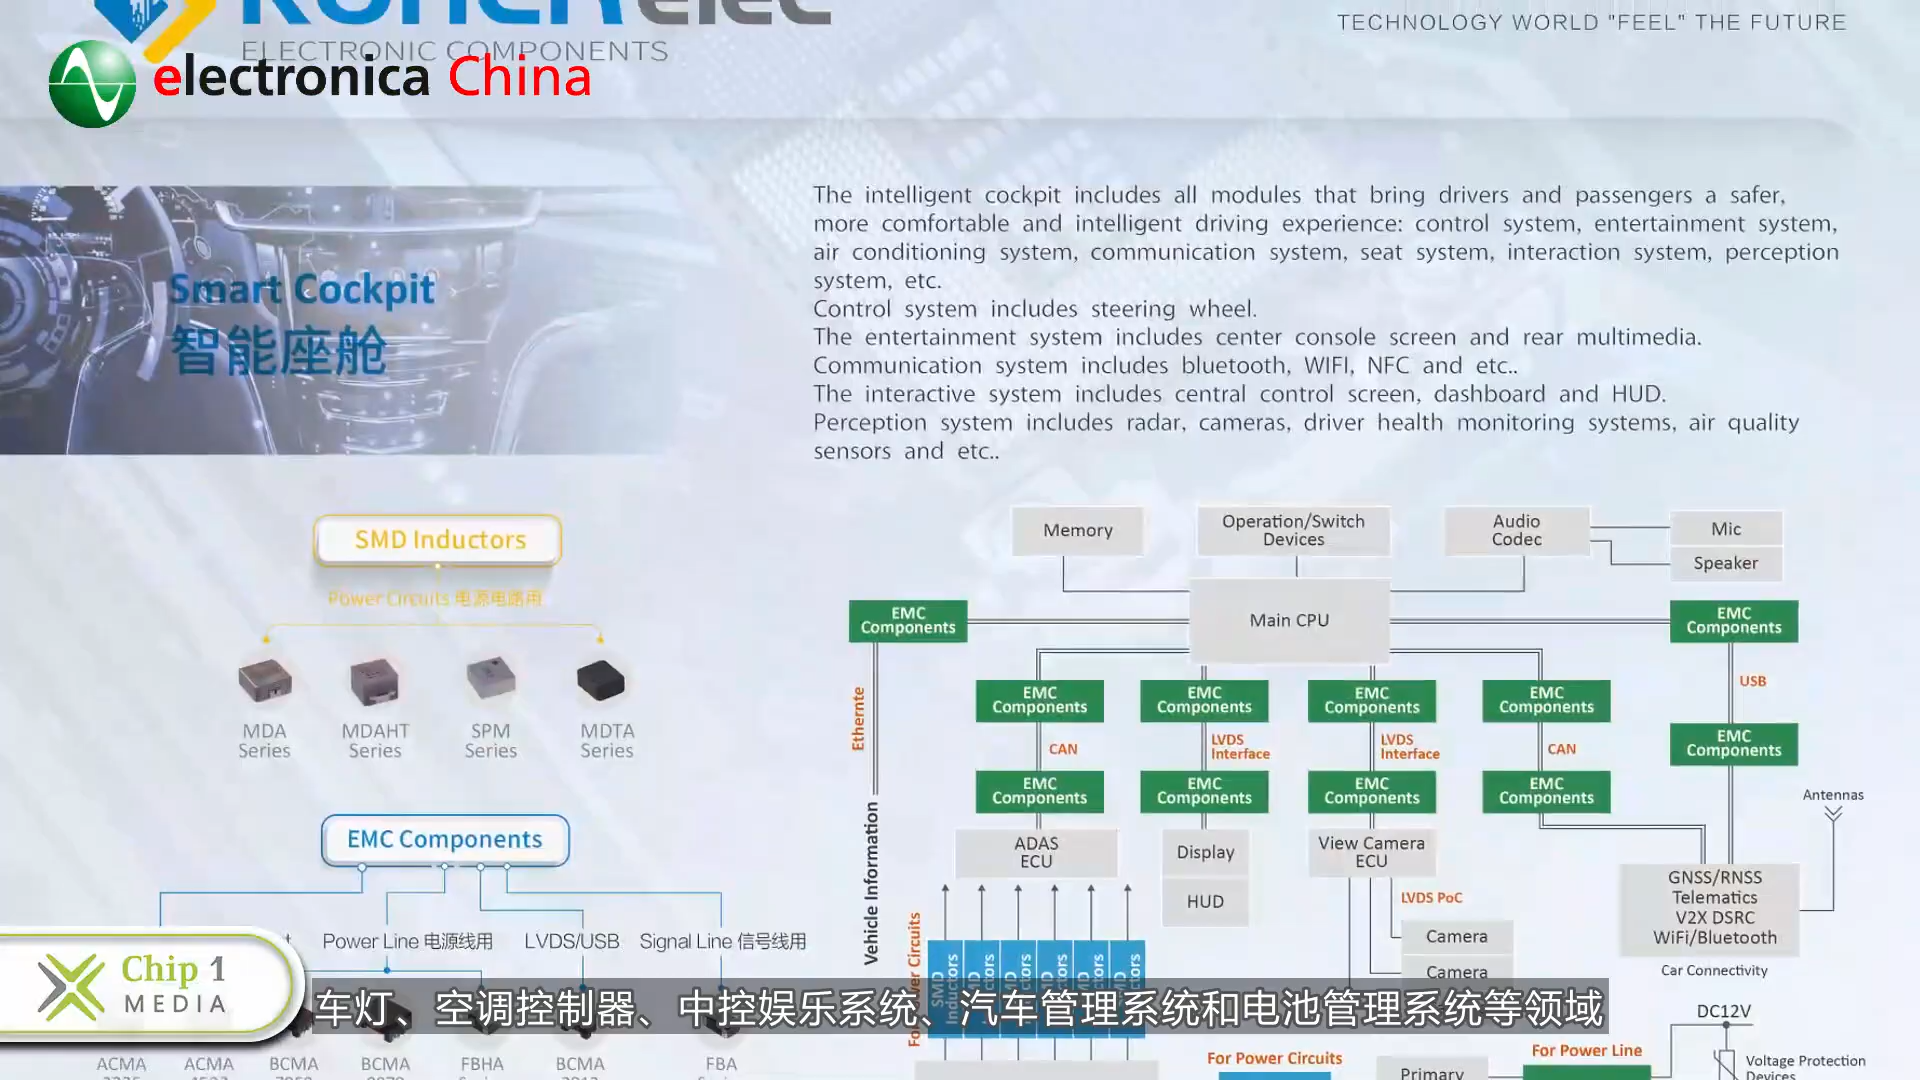 TECHNOLOGY WORLD "FEEL" THE FUTURE
ELECTRONIC COMPONENTS
electronica China
The intelligent cockpit includes all modules that bring drivers and passengers a safer,
more comfortable and intelligent driving experience: control system, entertainment system,
air conditioning system, communication system, seat system, interaction system, perception
system, etc.
Control system includes steering wheel.
The entertainment system includes center console screen and rear multimedia.
Communication system includes bluetooth, WIFI, NFC and etc..
The interactive system includes central control screen, dashboard and HUD.
Perception system includes radar, cameras, driver health monitoring systems, air quality
sensors and etc..
Smart Cockpit
智能座舱
SMD Inductors
Power Circuits 电源电路用
MDA
Series
MDAHT
Series
SPM
Series
MDTA
Series
EMC Components
Power Line 电源线用
LVDS/USB
Signal Line 信号线用
ACMA
ACMA
BCMA
BCMA
FBHA
BCMA
FBA
Memory
Operation/Switch
Devices
Audio
Codec
Mic
Speaker
EMC
Components
Main CPU
EMC
Components
Ethernte
EMC
Components
EMC
Components
EMC
Components
EMC
Components
USB
CAN
LVDS
Interface
LVDS
Interface
CAN
EMC
Components
EMC
Components
EMC
Components
EMC
Components
EMC
Components
Antennas
Vehicle Information
ADAS
ECU
Display
HUD
View Camera
ECU
LVDS PoC
Camera
Camera
GNSS/RNSS
Telematics
V2X DSRC
WiFi/Bluetooth
Car Connectivity
SMD
Inductors
DC12V
For Power Circuits
For Power Line
Primary
Voltage Protection
Devices
Chip 1
MEDIA
车灯、空调控制器、中控娱乐系统、汽车管理系统和电池管理系统等领域